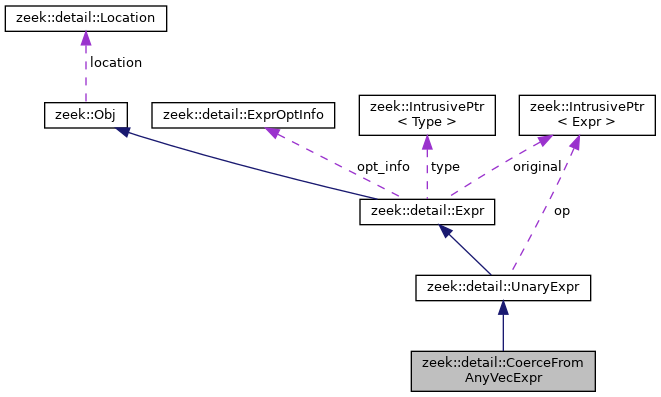 zeek::detail::Location
location
zeek::Obj
zeek::detail::ExprOptInfo
zeek::IntrusivePtr
< Type >
zeek::IntrusivePtr
< Expr >
opt_info
type
original
zeek::detail::Expr
op
zeek::detail::UnaryExpr
zeek::detail::CoerceFrom
AnyVecExpr